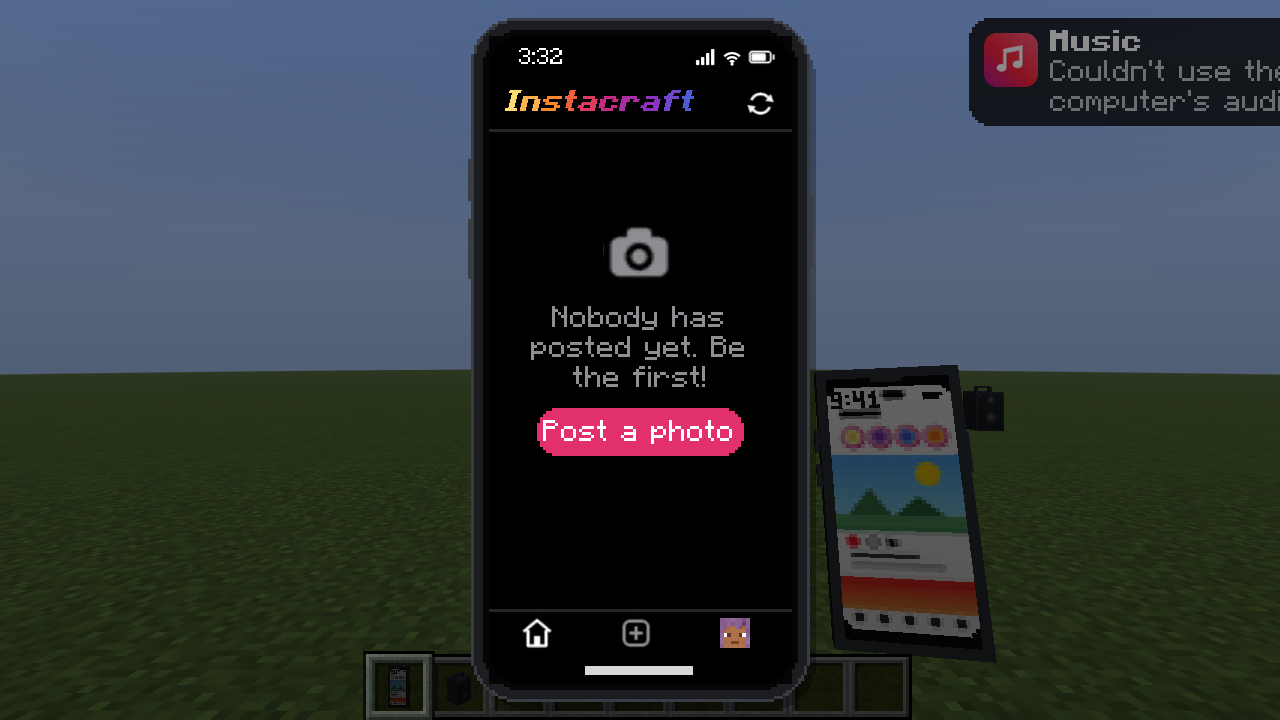 3:32
Instacraft
Music
Couldn't use the
computer's audi
Nobody has
posted yet. Be
the first!
Post a photo
9:41